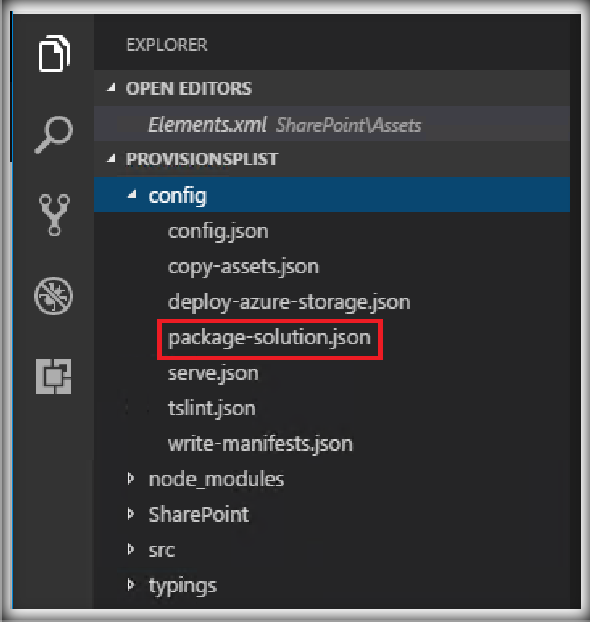 EXPLORER
OPEN EDITORS
Elements.xml SharePoint\Assets
PROVISIONSPLIST
config
config.json
copy-assets.json
deploy-azure-storage.json
package-solution.json
serve.json
tslint.json
write-manifests.json
node_modules
SharePoint
src
typings